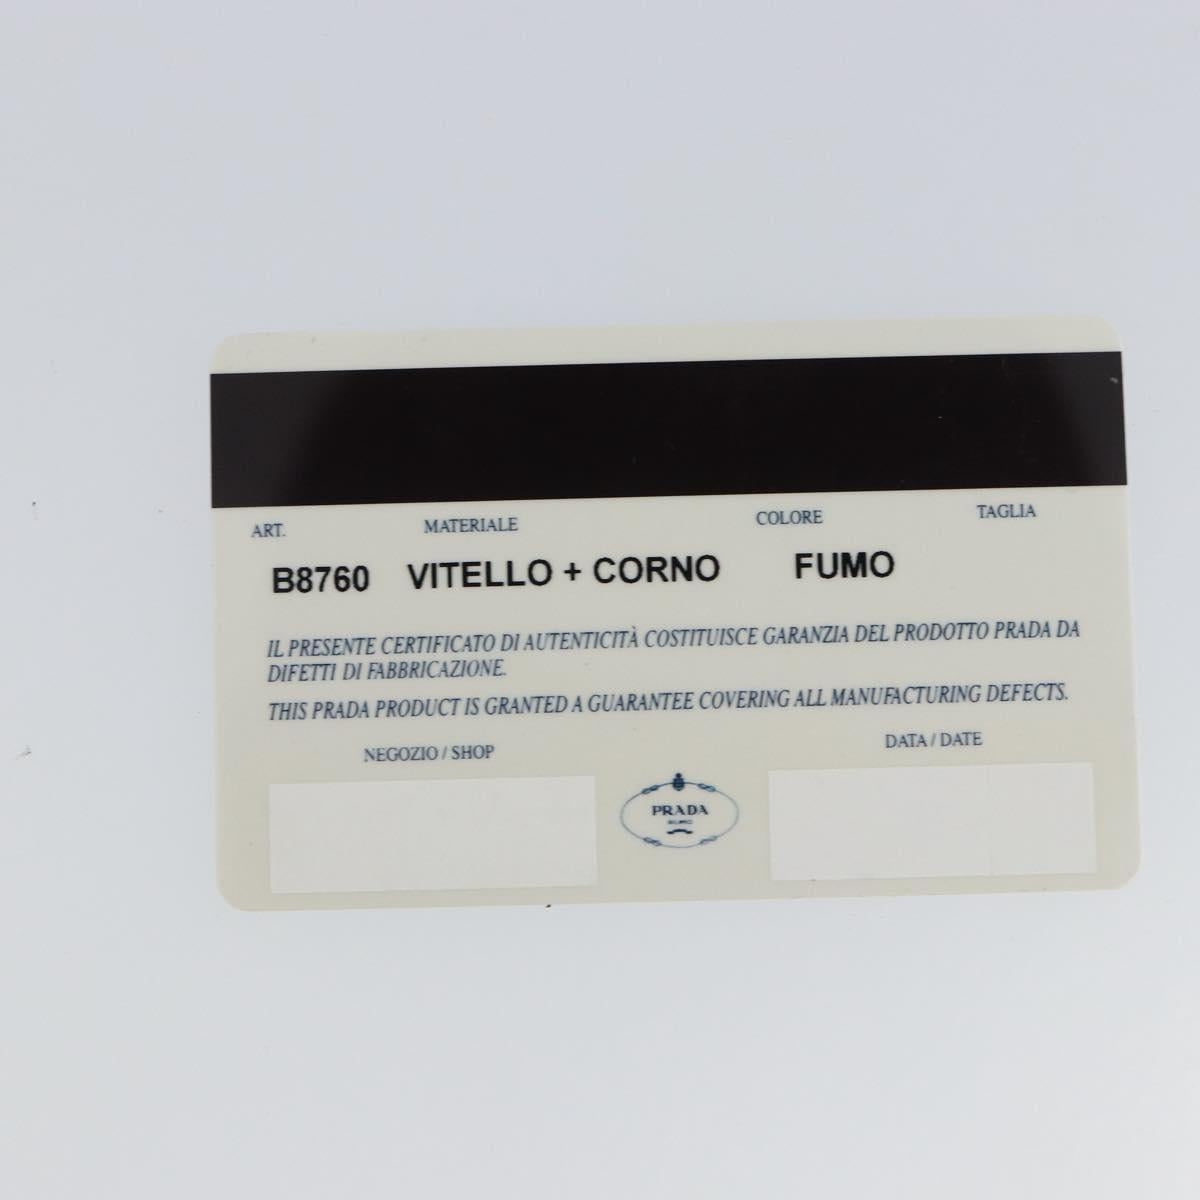 ART. MATERIALE COLORE TAGLIA
B8760 VITELLO + CORNO FUMO
IL PRESENTE CERTIFICATO DI AUTENTICITÀ COSTITUISCE GARANZIA DEL PRODOTTO PRADA DA
DIFETTI DI FABBRICAZIONE.
THIS PRADA PRODUCT IS GRANTED A GUARANTEE COVERING ALL MANUFACTURING DEFECTS.
NEGOZIO / SHOP DATA / DATE
PRADA
MILANO